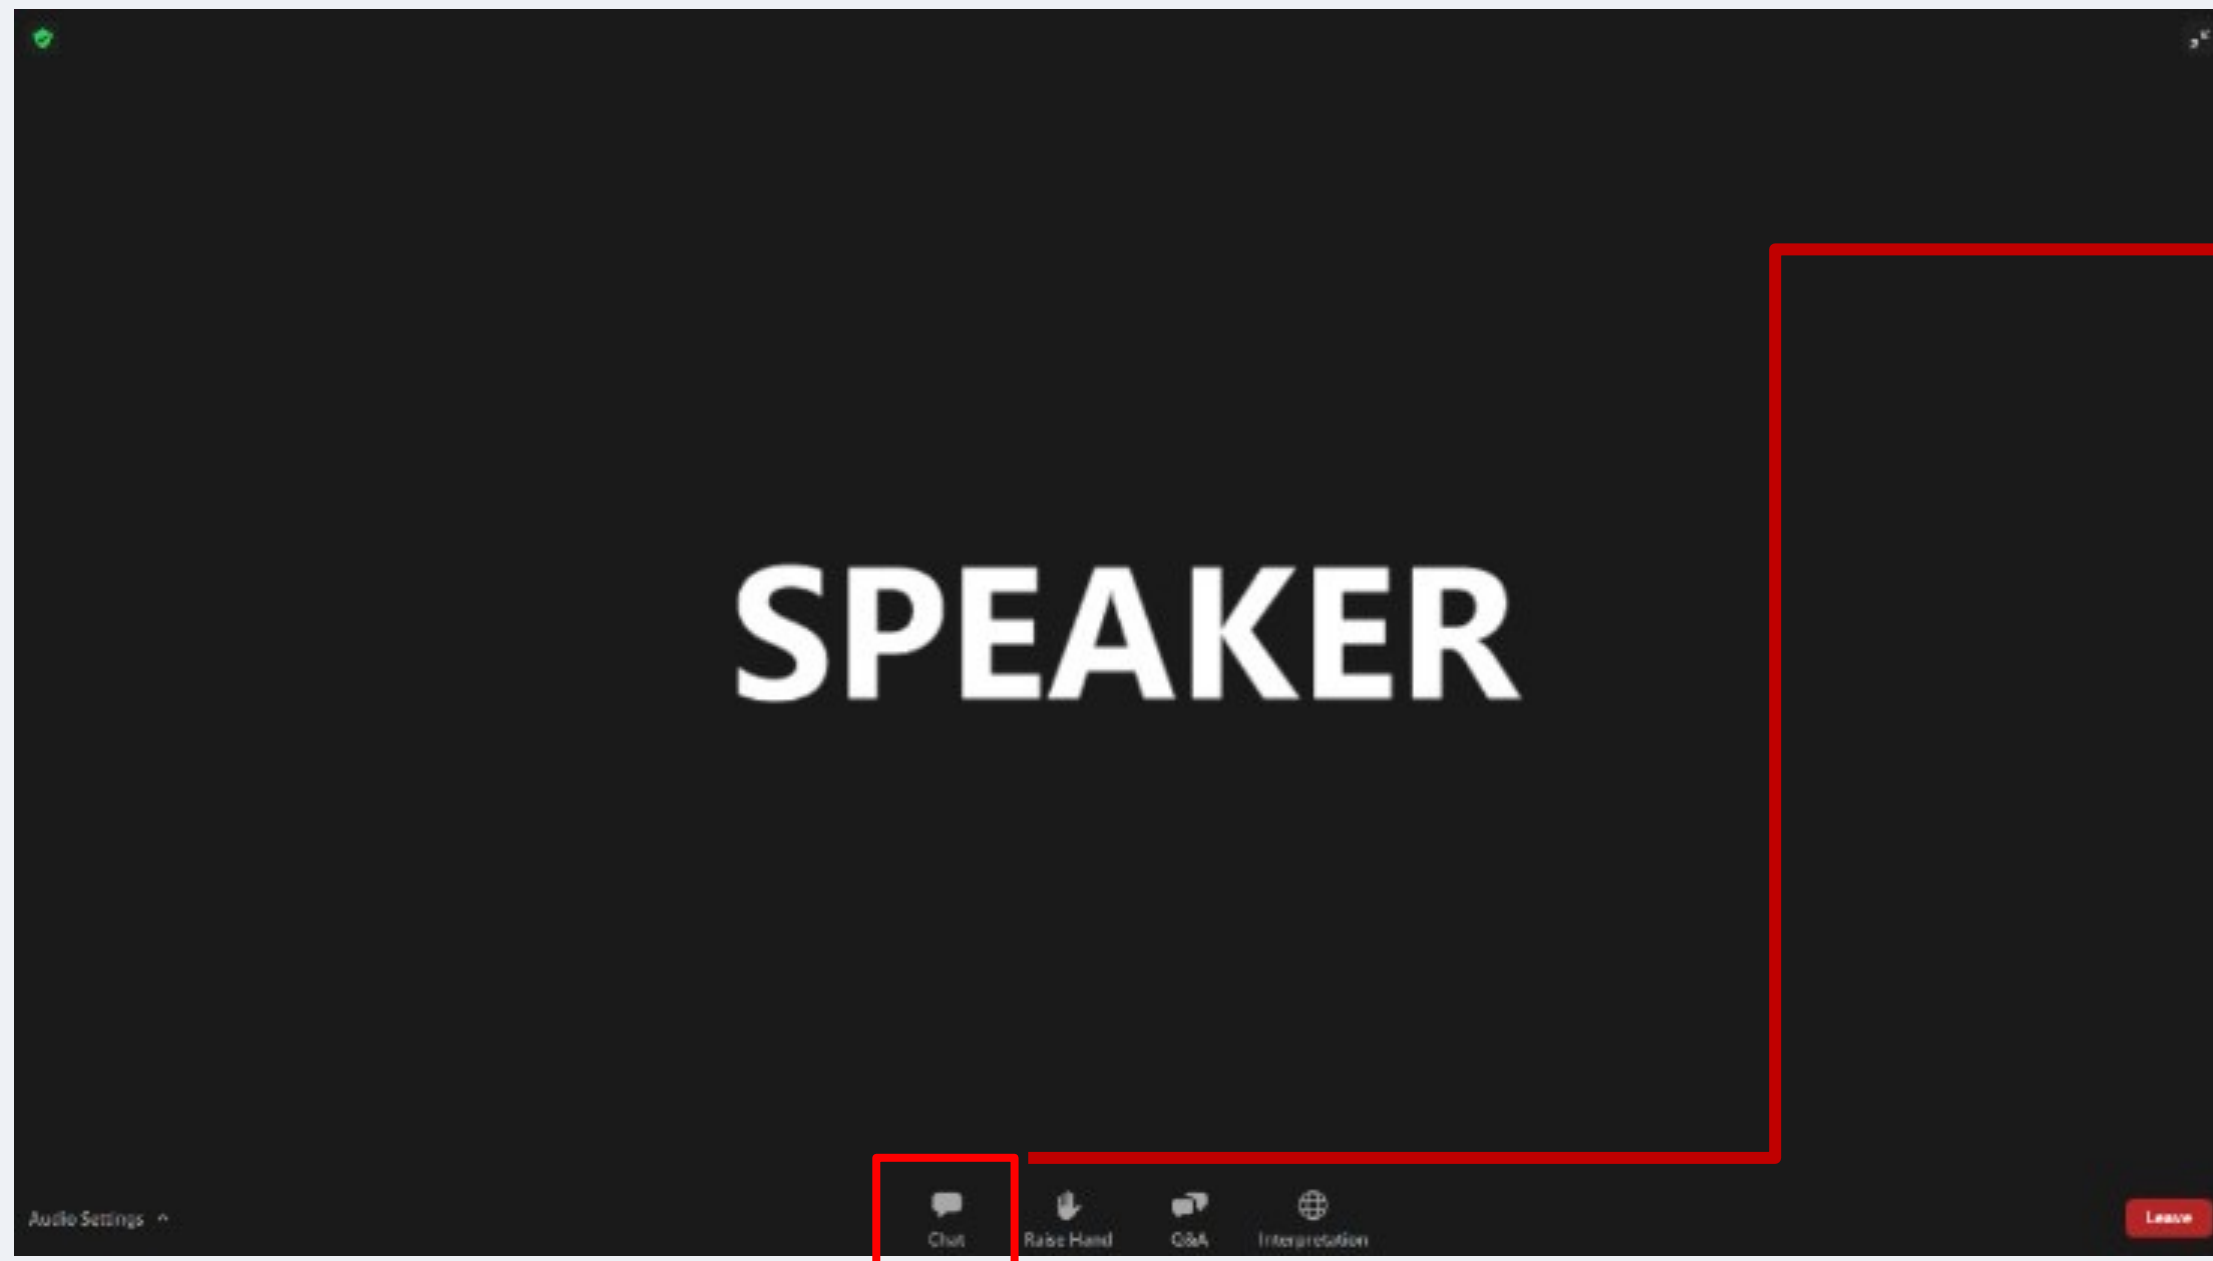 SPEAKER
Audio Settings
Chat
Raise Hand
Q&A
Interpretation
Leave